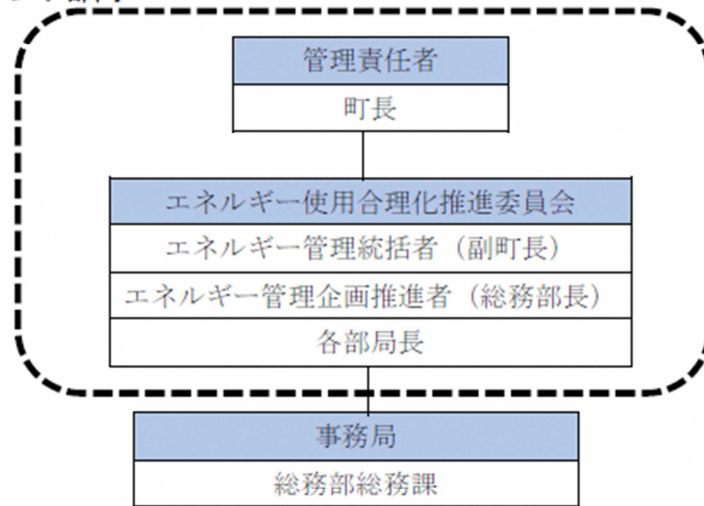 管理責任者
町長
エネルギー使用合理化推進委員会
エネルギー管理統括者（副町長）
エネルギー管理企画推進者（総務部長）
各部局長
事務局
総務部総務課